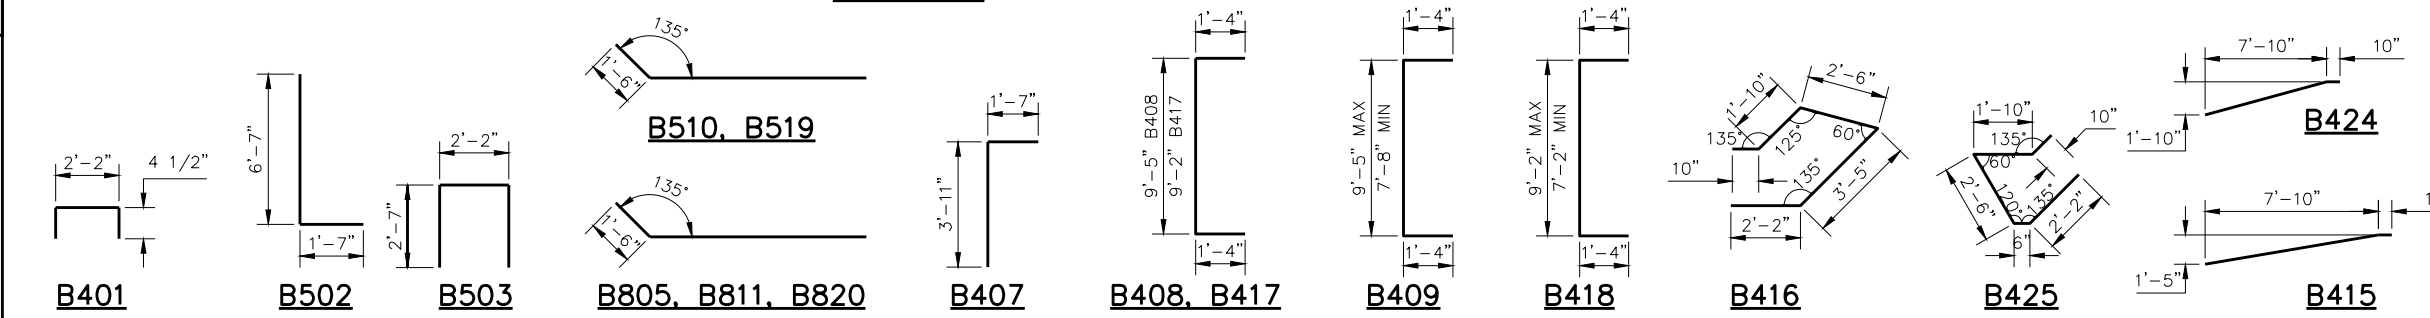 2'-2"
4 1/2"
B401
6'-7"
1'-7"
B502
2'-2"
2'-7"
B503
135°
1'-6"
B510, B519
135°
1'-6"
B805, B811, B820
1'-7"
3'-11"
B407
1'-4"
9'-5" B408
9'-2" B417
1'-4"
B408, B417
1'-4"
9'-5" MAX
7'-8" MIN
1'-4"
B409
1'-4"
9'-2" MAX
7'-2" MIN
1'-4"
B418
2'-6"
1'-10"
135°
125°
60°
10"
135°
3'-5"
2'-2"
B416
1'-10"
10"
135°
60°
2'-6"
120°
135°
2'-2"
6"
B425
7'-10"
10"
1'-10"
B424
7'-10"
1'-5"
B415